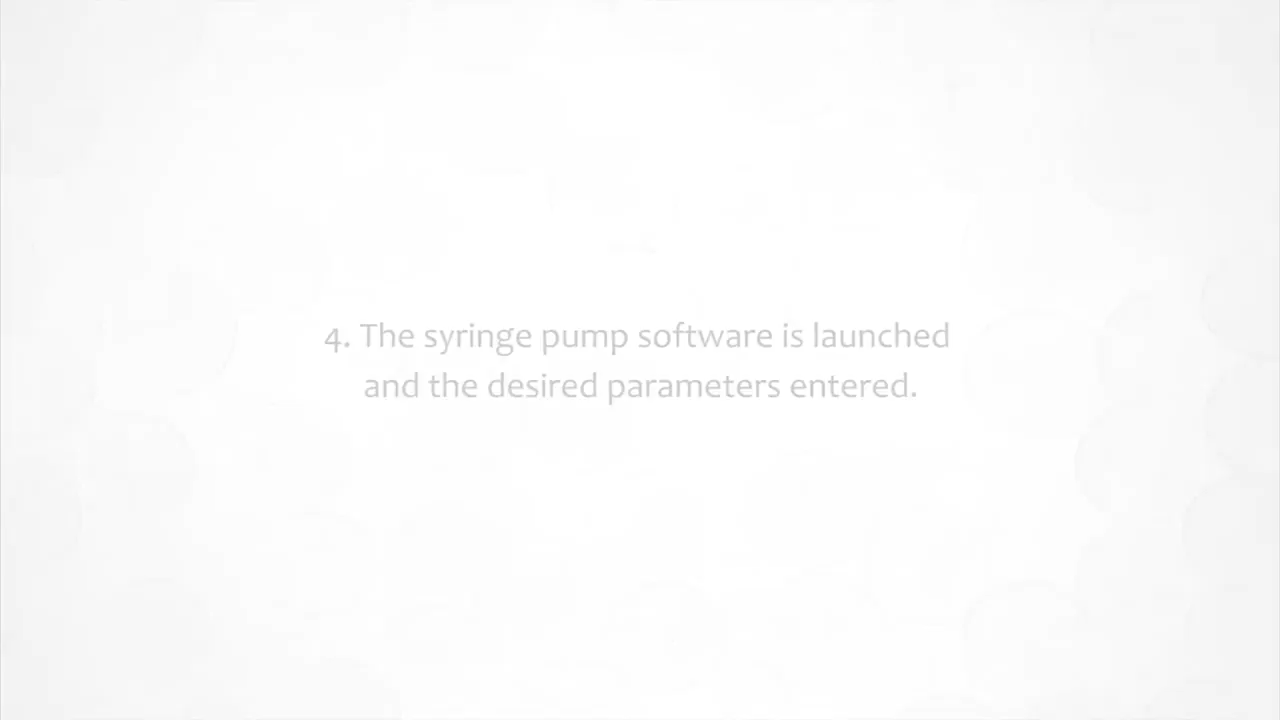 4. The syringe pump software is launched
and the desired parameters entered.